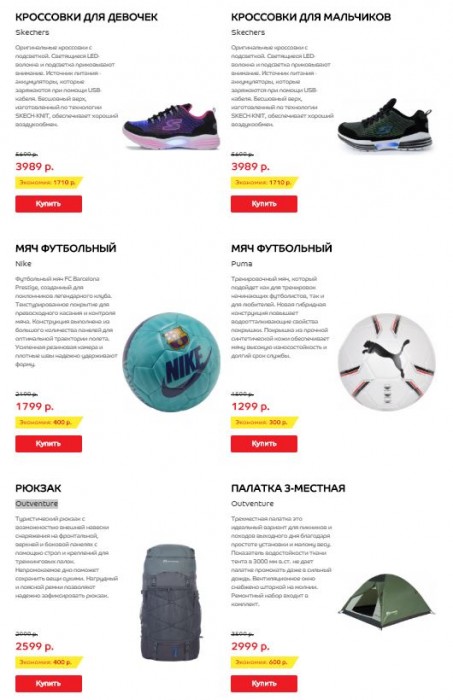 КРОССОВКИ ДЛЯ ДЕВОЧЕК
Skechers
Оригинальные кроссовки с
подсветкой. Светящиеся LED-
волокна и подсветка приковывают
внимание. Источник питания -
аккумуляторы, которые
заряжаются при помощи USB-
кабеля. Бесшовный верх,
изготовленный по технологии
SKECH-KNIT, обеспечивает хороший
воздухообмен.
5699 р.
3989 р.
Экономия: 1710 р.
Купить
КРОССОВКИ ДЛЯ МАЛЬЧИКОВ
Skechers
Оригинальные кроссовки с
подсветкой. Светящиеся LED-
волокна и подсветка приковывают
внимание. Источник питания -
аккумуляторы, которые
заряжаются при помощи USB-
кабеля. Бесшовный верх,
изготовленный по технологии
SKECH-KNIT, обеспечивает хороший
воздухообмен.
5699 р.
3989 р.
Экономия: 1710 р.
Купить
МЯЧ ФУТБОЛЬНЫЙ
Nike
Футбольный мяч FC Barcelona
Prestige, созданный для
поклонников легендарного клуба.
Текстурированное покрытие для
превосходного касания и контроля
мяча. Конструкция выполнена из
большого количества панелей для
оптимальной траектории полета.
Усиленная резиновая камера и
плотные швы надежно удерживают
форму.
NIKE
2199 р.
1799 р.
Экономия: 400 р.
Купить
МЯЧ ФУТБОЛЬНЫЙ
Puma
Тренировочный мяч, который
подойдет как для тренировок
начинающих футболистов, так и
для любителей. Новая гибридная
конструкция повышает
водоотталкивающие свойства
покрышки. Покрышка из прочной
синтетической кожи обеспечивает
мячу высокую износостойкость и
долгий срок службы.
1599 р.
1299 р.
Экономия: 300 р.
Купить
РЮКЗАК
Outventure
Туристический рюкзак с
возможностью внешней навески
снаряжения на фронтальной,
верхней и боковой панелях с
помощью строп и креплений для
треккинговых палок.
Непромокаемое дно поможет
сохранить вещи сухими. Нагрудный
и поясной ремни позволяют
надежно зафиксировать рюкзак.
2999 р.
2599 р.
Экономия: 400 р.
Купить
ПАЛАТКА 3-МЕСТНАЯ
Outventure
Трехместная палатка это
идеальный вариант для пикников и
походов выходного дня благодаря
простоте установки и малому весу.
Показатель водостойкости ткани
тента в 3000 мм в.ст. не дает
палатке промокать даже в сильный
дождь. Вентиляционное окно
снабжено шторкой на молнии.
Ремонтный набор входит в
комплект.
3599 р.
2999 р.
Экономия: 600 р.
Купить